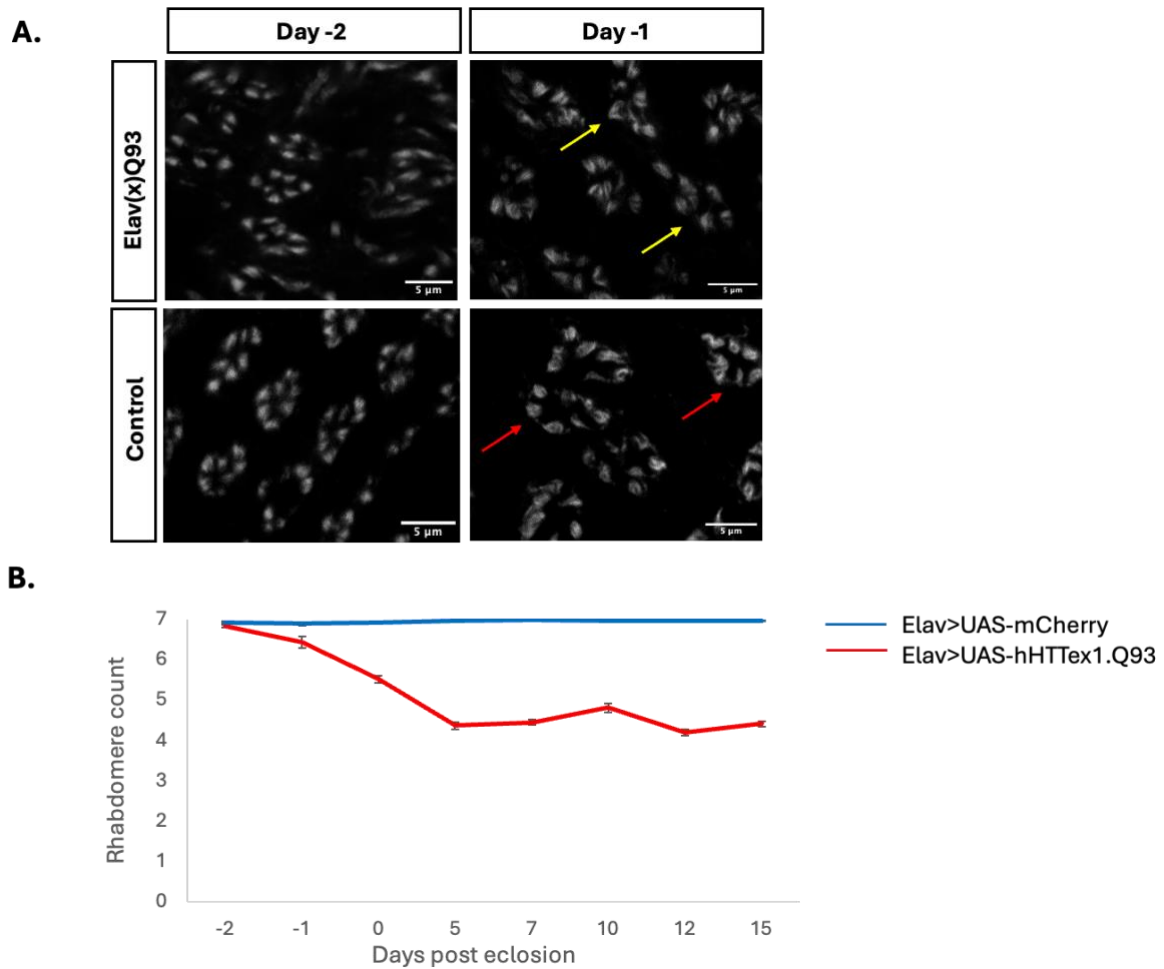 A.
Day -2
Day -1
Elav(x)Q93
5 μm
5 μm
Control
5 μm
5 μm
B.
7
6
5
4
3
2
1
0
Rhabdomere count
-2 -1 0 5 7 10 12 15
Days post eclosion
Elav>UAS-mCherry
Elav>UAS-hHTTex1.Q93